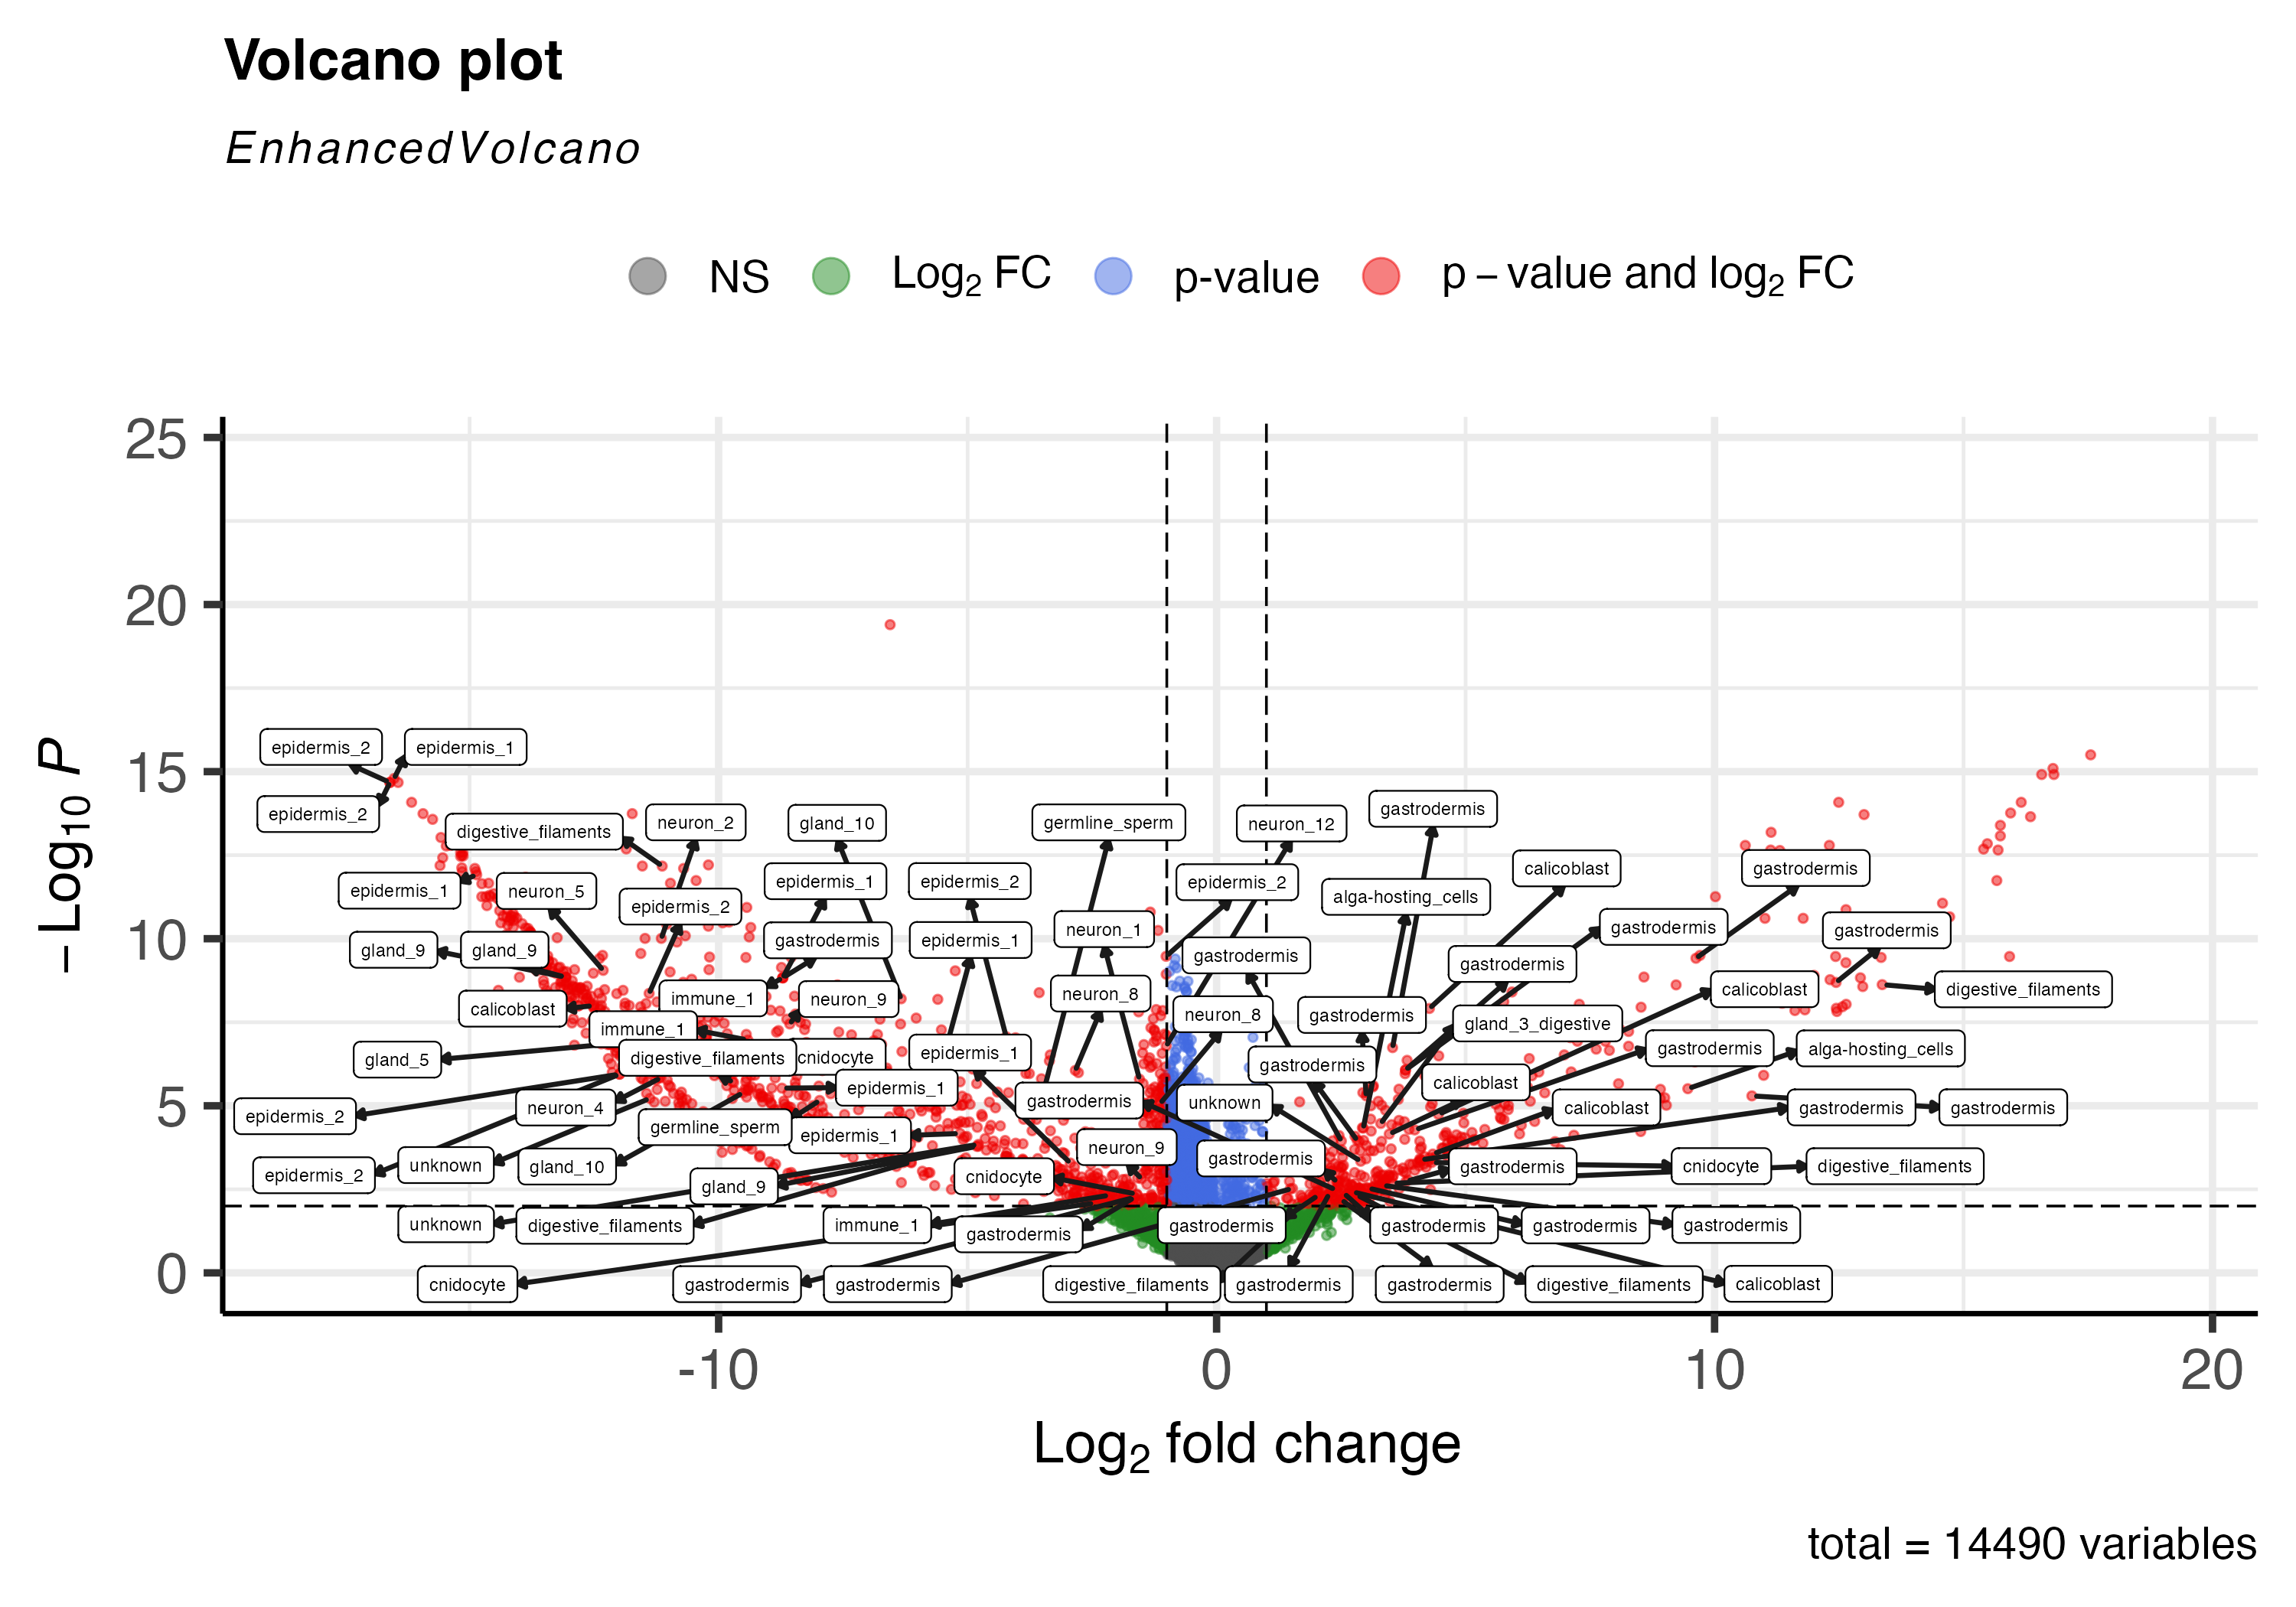 Volcano plot
EnhancedVolcano
NS Log2 FC p-value p − value and log2 FC
25
20
15
10
5
0
−Log10 P
epidermis_2 epidermis_1
epidermis_2
digestive_filaments neuron_2 gland_10 germline_sperm neuron_12 gastrodermis
epidermis_1 neuron_5 epidermis_2 epidermis_1 epidermis_2 epidermis_2 alga-hosting_cells calicoblast gastrodermis
gland_9 gland_9 gastrodermis epidermis_1 neuron_1 gastrodermis gastrodermis gastrodermis gastrodermis
calicoblast immune_1 neuron_9 neuron_8 neuron_8 gastrodermis gland_3_digestive calicoblast digestive_filaments
gland_5 immune_1 digestive_filaments cnidocyte epidermis_1 gastrodermis gastrodermis alga-hosting_cells
epidermis_2 neuron_4 epidermis_1 gastrodermis unknown calicoblast calicoblast gastrodermis gastrodermis
germline_sperm epidermis_1 neuron_9
epidermis_2 unknown gland_10 gland_9 cnidocyte gastrodermis gastrodermis cnidocyte digestive_filaments
unknown digestive_filaments immune_1 gastrodermis gastrodermis gastrodermis gastrodermis gastrodermis
cnidocyte gastrodermis gastrodermis digestive_filaments gastrodermis gastrodermis digestive_filaments calicoblast
-10 0 10 20
Log2 fold change
total = 14490 variables